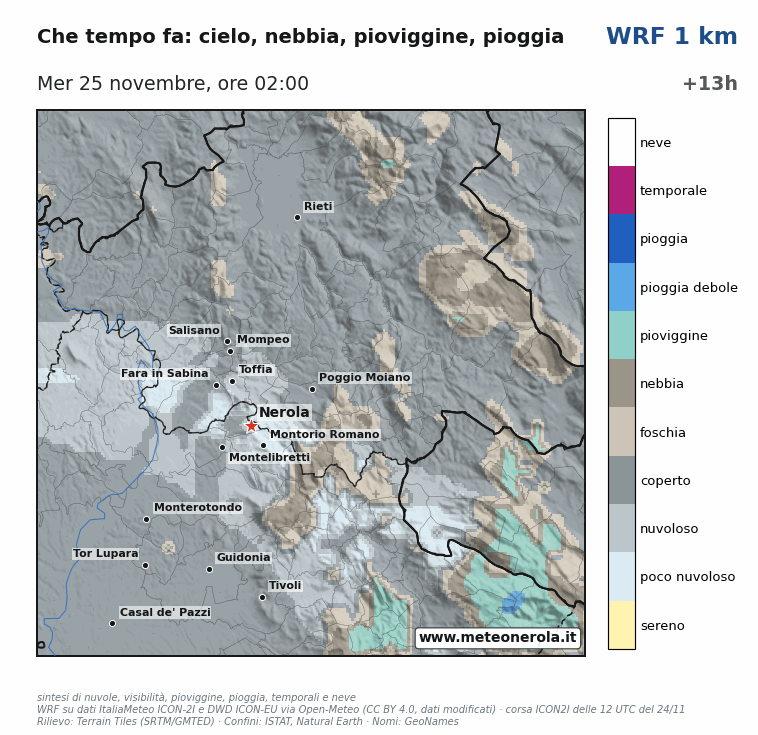 Che tempo fa: cielo, nebbia, pioviggine, pioggia
WRF 1 km
Mer 25 novembre, ore 02:00
+13h
neve
temporale
pioggia
pioggia debole
pioviggine
nebbia
foschia
coperto
nuvoloso
poco nuvoloso
sereno
Rieti
Salisano
Mompeo
Fara in Sabina
Toffia
Poggio Moiano
Nerola
Montorio Romano
Montelibretti
Monterotondo
Tor Lupara
Guidonia
Tivoli
Casal de' Pazzi
www.meteonerola.it
sintesi di nuvole, visibilità, pioviggine, pioggia, temporali e neve
WRF su dati ItaliaMeteo ICON-2I e DWD ICON-EU via Open-Meteo (CC BY 4.0, dati modificati) · corsa ICON2I delle 12 UTC del 24/11
Rilievo: Terrain Tiles (SRTM/GMTED) · Confini: ISTAT, Natural Earth · Nomi: GeoNames